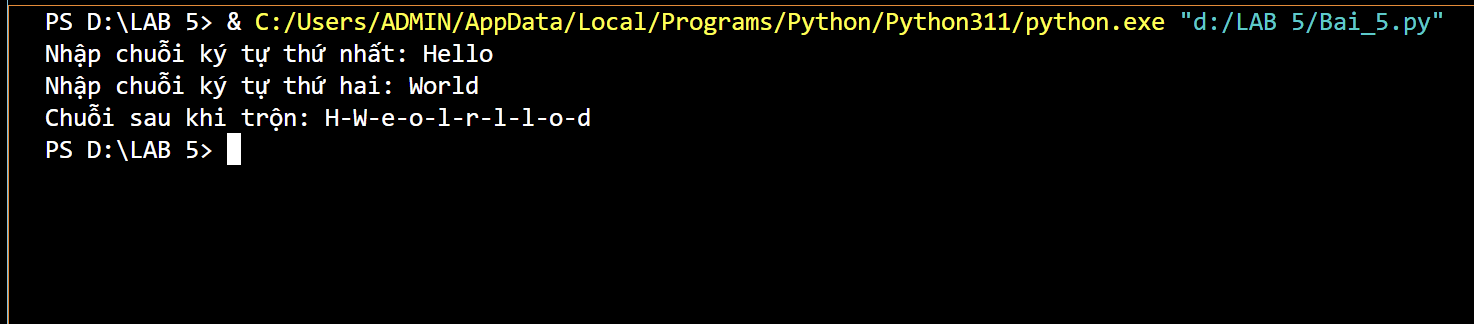 PS D:\LAB 5> & C:/Users/ADMIN/AppData/Local/Programs/Python/Python311/python.exe "d:/LAB 5/Bai_5.py"
Nhập chuỗi ký tự thứ nhất: Hello
Nhập chuỗi ký tự thứ hai: World
Chuỗi sau khi trộn: H-W-e-o-l-r-l-l-o-d
PS D:\LAB 5>